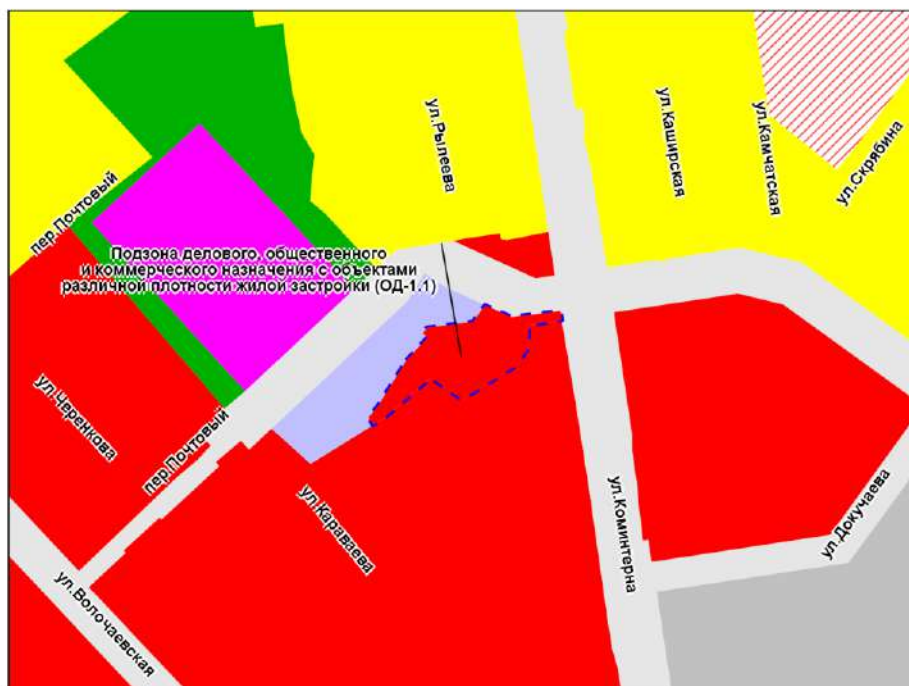 ул.Рылеева
ул.Каширская
ул.Камчатская
ул.Скрябина
пер.Почтовый
Подзона делового, общественного
и коммерческого назначения с объектами
различной плотности жилой застройки (ОД-1.1)
ул.Черенкова
пер.Почтовый
ул.Караваева
ул.Коминтерна
ул.Докучаева
ул.Волочаевская